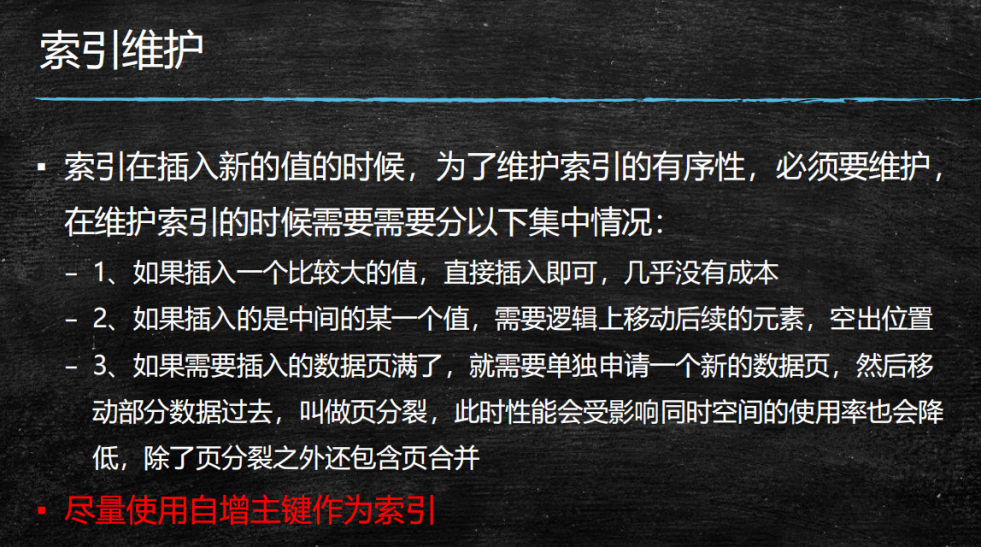 索引维护
▪ 索引在插入新的值的时候，为了维护索引的有序性，必须要维护，
在维护索引的时候需要需要分以下集中情况：
– 1、如果插入一个比较大的值，直接插入即可，几乎没有成本
– 2、如果插入的是中间的某一个值，需要逻辑上移动后续的元素，空出位置
– 3、如果需要插入的数据页满了，就需要单独申请一个新的数据页，然后移
动部分数据过去，叫做页分裂，此时性能会受影响同时空间的使用率也会降
低，除了页分裂之外还包含页合并
▪ 尽量使用自增主键作为索引